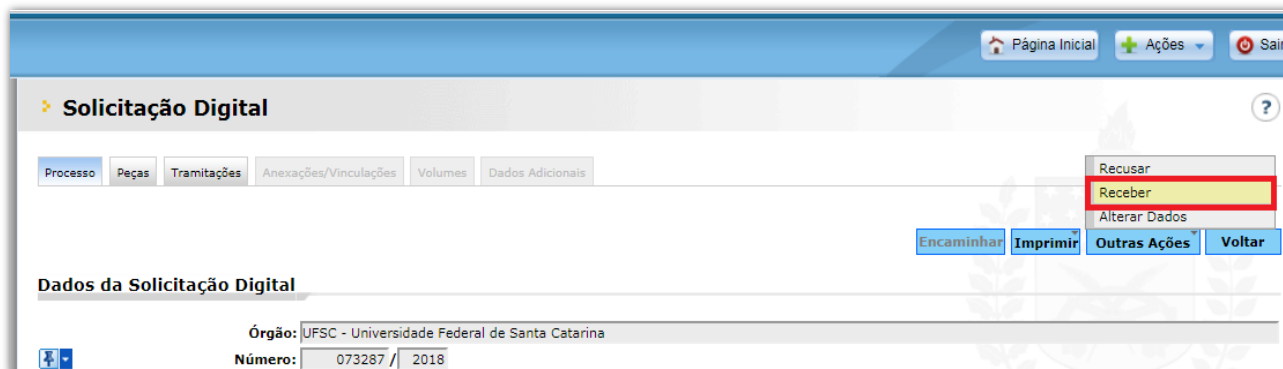 Página Inicial Ações Sair
Solicitação Digital ?
Processo Peças Tramitações Anexações/Vinculações Volumes Dados Adicionais
Recusar
Receber
Alterar Dados
Encaminhar Imprimir Outras Ações Voltar
Dados da Solicitação Digital
Órgão: UFSC - Universidade Federal de Santa Catarina
Número: 073287 / 2018